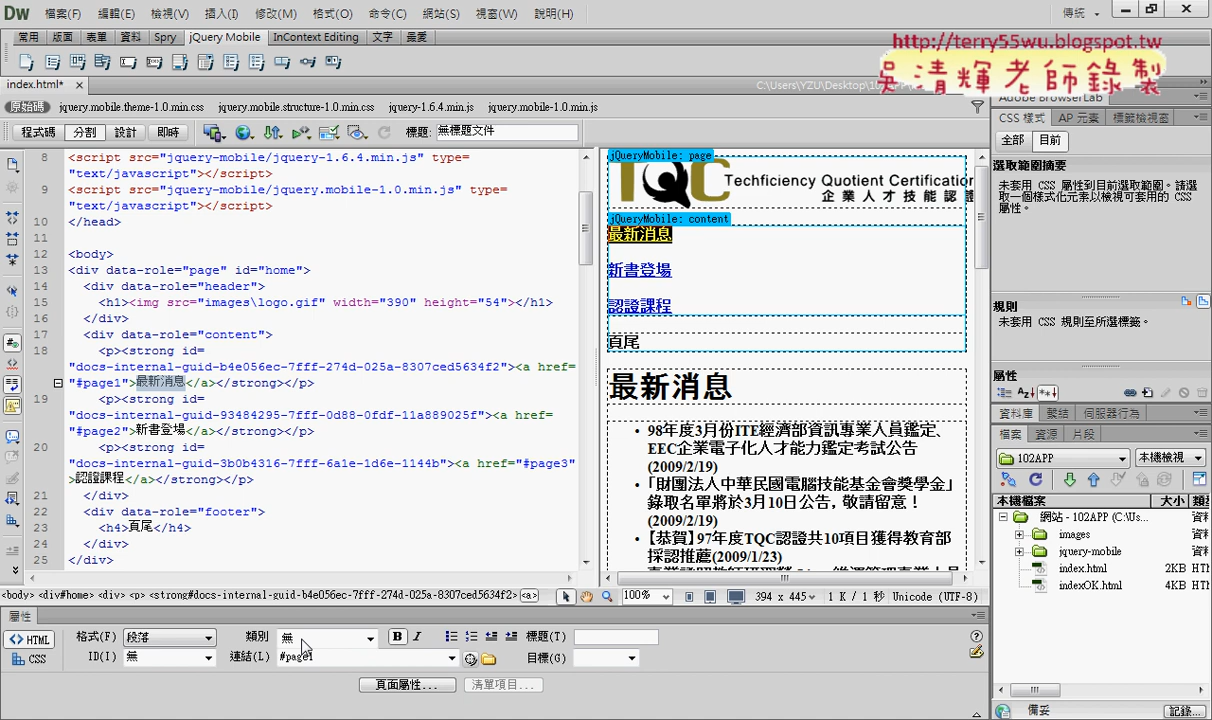 Dw 檔案(F) 編輯(E) 檢視(V) 插入(I) 修改(M) 格式(O) 命令(C) 網站(S) 視窗(W) 說明(H) 傳統
常用 版面 表單 資料 Spry jQuery Mobile InContext Editing 文字 我的最愛
http://terry55wu.blogspot.tw
吳清輝老師錄製
index.html*
C:\Users\YZU\Desktop\10
原始碼 jquery.mobile.theme-1.0.min.css jquery.mobile.structure-1.0.min.css jquery-1.6.4.min.js jquery.mobile-1.0.min.js
程式碼 分割 設計 即時 標題: 無標題文件
8 <script src="jquery-mobile/jquery-1.6.4.min.js" type=
"text/javascript"></script>
9 <script src="jquery-mobile/jquery.mobile-1.0.min.js" type=
"text/javascript"></script>
10 </head>
11
12 <body>
13 <div data-role="page" id="home">
14 <div data-role="header">
15 <h1><img src="images\logo.gif" width="390" height="54"></h1>
16 </div>
17 <div data-role="content">
18 <p><strong id=
"docs-internal-guid-b4e056ec-7fff-274d-025a-8307ced5634f2"><a href=
"#page1">最新消息</a></strong></p>
19 <p><strong id=
"docs-internal-guid-93484295-7fff-0d88-0fdf-11a889025f"><a href=
"#page2">新書登場</a></strong></p>
20 <p><strong id=
"docs-internal-guid-3b0b4316-7fff-6a1e-1d6e-1144b"><a href="#page3"
>認證課程</a></strong></p>
21 </div>
22 <div data-role="footer">
23 <h4>頁尾</h4>
24 </div>
25 </div>
jQueryMobile: page
TQC Techficiency Quotient Certification
企業人才技能認證
jQueryMobile: content
最新消息
新書登場
認證課程
頁尾
最新消息
• 98年度3月份ITE經濟部資訊專業人員鑑定、
EEC企業電子化人才能力鑑定考試公告
(2009/2/19)
• 「財團法人中華民國電腦技能基金會獎學金」
錄取名單將於3月10日公告，敬請留意！
(2009/2/19)
• 【恭賀】97年度TQC認證共10項目獲得教育部
採認推薦(2009/1/23)
<body> <div#home> <div> <p> <strong#docs-internal-guid-b4e056ec-7fff-274d-025a-8307ced5634f2> <a>
100% 394 x 445 1 K / 1 秒 Unicode (UTF-8)
屬性
<> HTML 格式(F) 段落 類別 無 B I 標題(T)
CSS ID(I) 無 連結(L) #page1 目標(G)
頁面屬性... 清單項目...
Adobe BrowserLab
CSS 樣式 AP 元素 標籤檢視窗
全部 目前
選取範圍摘要
未套用 CSS 屬性到目前選取範圍。請選
取一個樣式化元素以檢視可套用的 CSS
屬性。
規則
未套用 CSS 規則至所選標籤。
屬性
資料庫 繫結 伺服器行為
檔案 資源 片段
102APP 本機檢視
本機檔案 大小
網站 - 102APP (C:\Us...
images
jquery-mobile
index.html 2KB
indexOK.html 4KB
備妥 記錄...